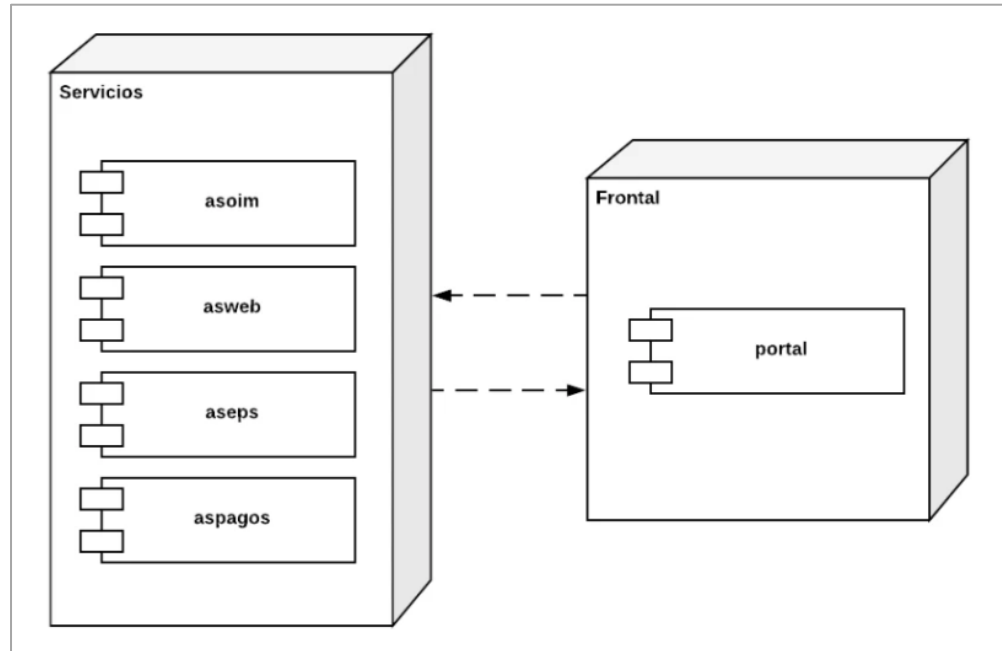 Servicios
asoim
asweb
aseps
aspagos
Frontal
portal